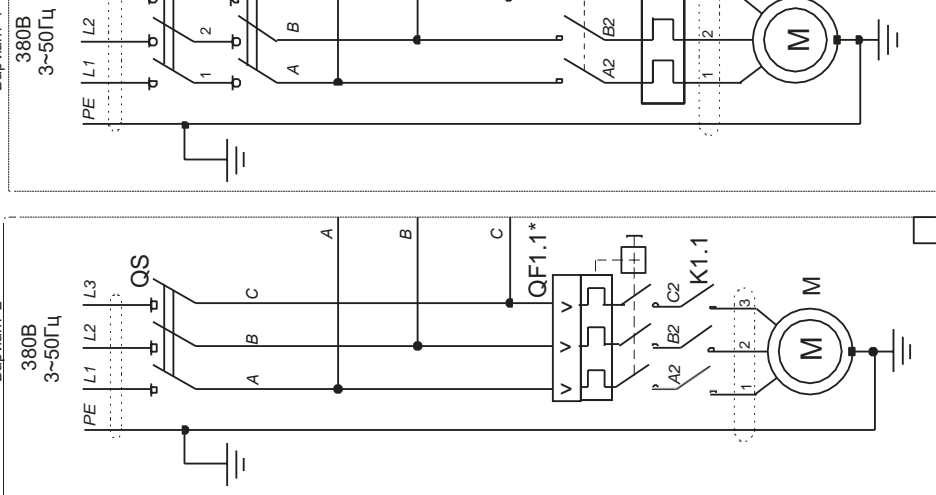 380В
3~50Гц
L2
L1
PE
2
1
B
A
B2
A2
2
1
M
380В
3~50Гц
L3
L2
L1
PE
QS
C
B
A
A
B
C
QF1.1*
>
>
>
C2
B2
A2
K1.1
3
2
1
M
M